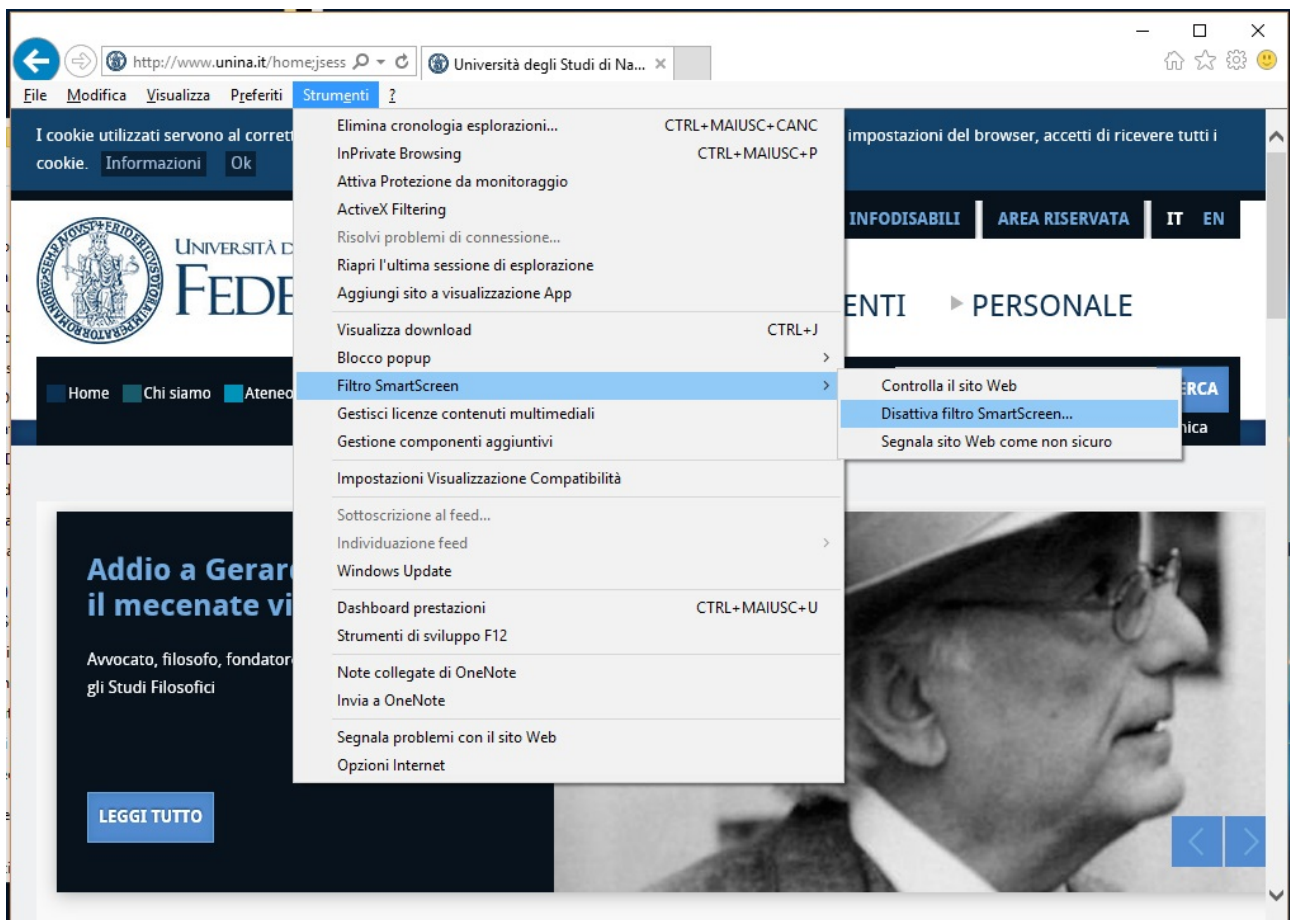 http://www.unina.it/home;jsess
Università degli Studi di Na...
File Modifica Visualizza Preferiti Strumenti ?
I cookie utilizzati servono al corrett
impostazioni del browser, accetti di ricevere tutti i
cookie. Informazioni Ok
Elimina cronologia esplorazioni... CTRL+MAIUSC+CANC
InPrivate Browsing CTRL+MAIUSC+P
Attiva Protezione da monitoraggio
ActiveX Filtering
Risolvi problemi di connessione...
Riapri l'ultima sessione di esplorazione
Aggiungi sito a visualizzazione App
Visualizza download CTRL+J
Blocco popup
Filtro SmartScreen
Gestisci licenze contenuti multimediali
Gestione componenti aggiuntivi
Impostazioni Visualizzazione Compatibilità
Sottoscrizione al feed...
Individuazione feed
Windows Update
Dashboard prestazioni CTRL+MAIUSC+U
Strumenti di sviluppo F12
Note collegate di OneNote
Invia a OneNote
Segnala problemi con il sito Web
Opzioni Internet
Controlla il sito Web
Disattiva filtro SmartScreen...
Segnala sito Web come non sicuro
INFODISABILI AREA RISERVATA IT EN
UNIVERSITÀ D
FEDE
ENTI PERSONALE
Home Chi siamo Ateneo
ERCA
nica
Addio a Gerar
il mecenate vi
Avvocato, filosofo, fondator
gli Studi Filosofici
LEGGI TUTTO